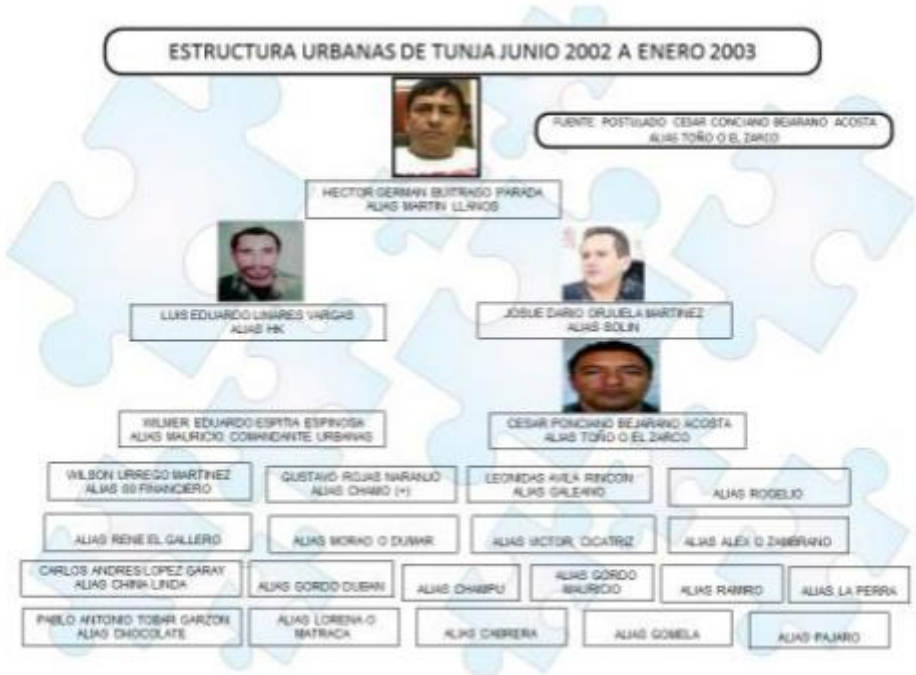 ESTRUCTURA URBANAS DE TUNJA JUNIO 2002 A ENERO 2003
FUENTE: POSTULADO CESAR CONCIANO BEJARANO ACOSTA
ALIAS TOÑO O EL ZARCO
HECTOR GERMAN BUITRAGO PARADA
ALIAS MARTIN LLANOS
LUIS EDUARDO LINARES VARGAS
ALIAS HK
JOSUE DARIO ORJUELA MARTINEZ
ALIAS SOLIN
WILMER EDUARDO ESPITIA ESPINOSA
ALIAS MAURICIO COMANDANTE URBANAS
CESAR PONCIANO BEJARANO ACOSTA
ALIAS TOÑO O EL ZARCO
WILSON URREGO MARTINEZ
ALIAS 09 FINANCIERO
GUSTAVO ROJAS NARANJO
ALIAS CHAMO (+)
LEONIDAS AVILA RINCON
ALIAS GALEANO
ALIAS ROGELIO
ALIAS RENE EL GALLERO
ALIAS MORAO O DUMAR
ALIAS VICTOR, CICATRIZ
ALIAS ALEX O ZAMBRANO
CARLOS ANDRES LOPEZ GARAY
ALIAS CHINA LINDA
ALIAS GORDO DUBAN
ALIAS CHAMPU
ALIAS GORDO
MAURICIO
ALIAS RAMIRO
ALIAS LA PERRA
PABLO ANTONIO TOBAR GARZON
ALIAS CHOCOLATE
ALIAS LORENA O
MATRACA
ALIAS CABRERA
ALIAS GOMELA
ALIAS PAJARO